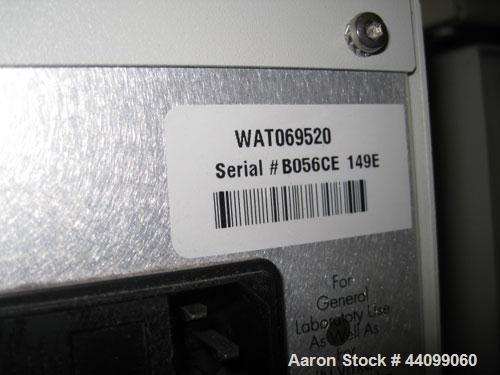 WAT069520
Serial # B056CE 149E
For
General
Laboratory Use
As Well As
Aaron Stock # 44099060